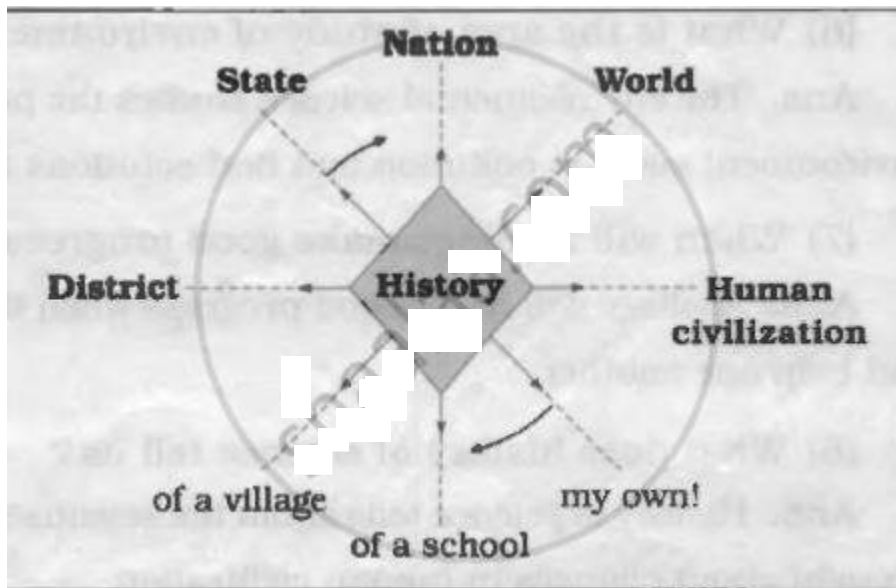 Nation
State
World
District
History
Human
civilization
of a village
my own!
of a school